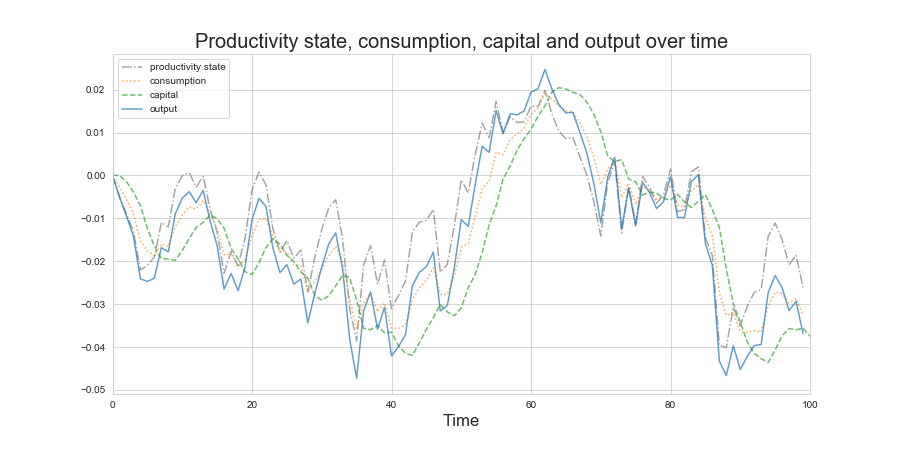 Productivity state, consumption, capital and output over time
productivity state
consumption
capital
output
0.02
0.01
0.00
−0.01
−0.02
−0.03
−0.04
−0.05
0 20 40 60 80 100
Time